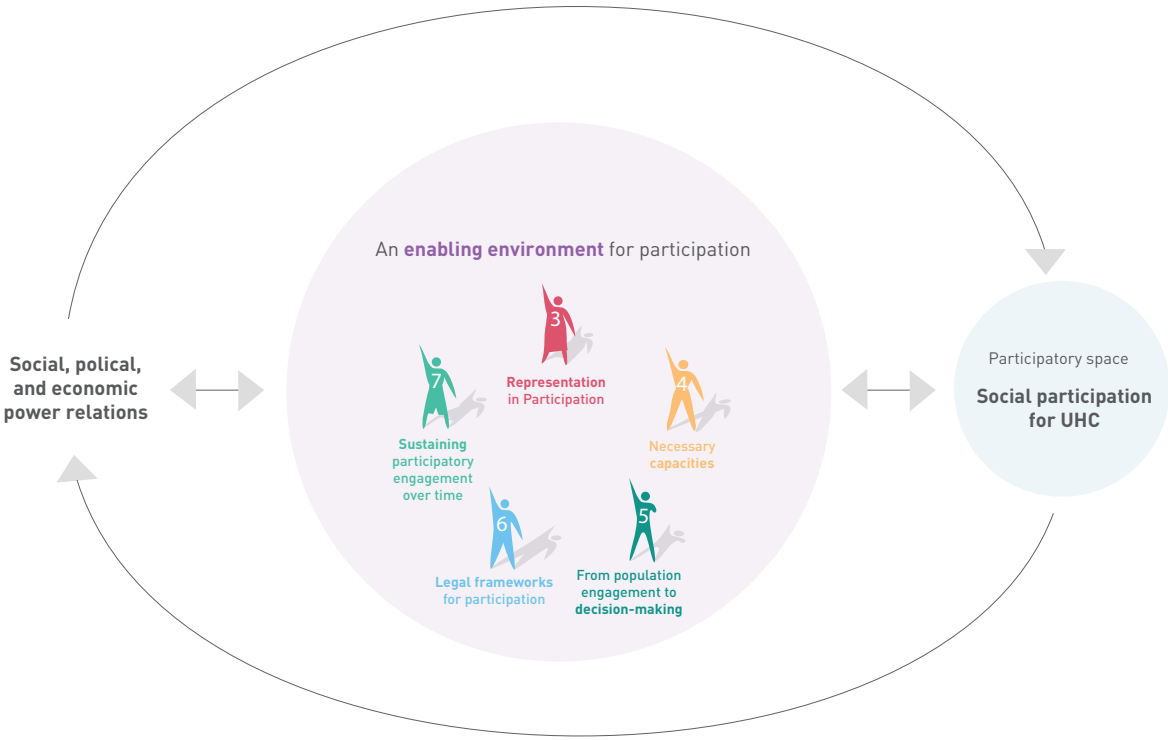 An enabling environment for participation
3
Representation
in Participation
4
Necessary
capacities
5
From population
engagement to
decision-making
6
Legal frameworks
for participation
7
Sustaining
participatory
engagement
over time
Social, polical,
and economic
power relations
Participatory space
Social participation
for UHC